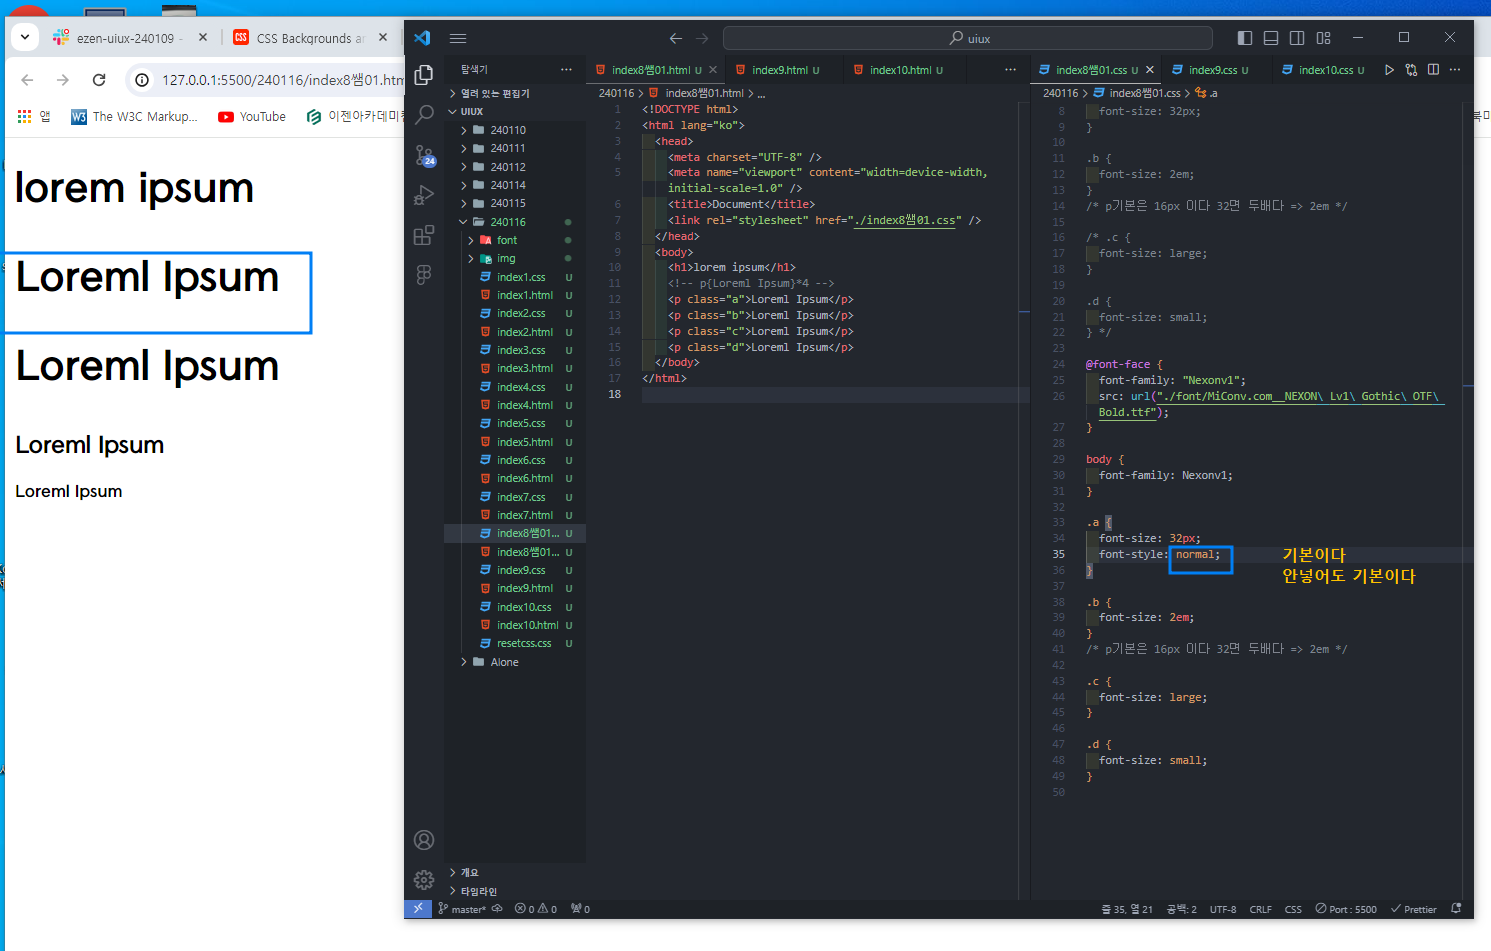 ezen-uiux-240109 -
CSS Backgrounds a
127.0.0.1:5500/240116/index8쌤01.htm
앱
The W3C Markup...
YouTube
이젠아카데미컴
lorem ipsum
Loreml Ipsum
Loreml Ipsum
Loreml Ipsum
Loreml Ipsum
uiux
탐색기
열려 있는 편집기
UIUX
240110
240111
240112
240114
240115
240116
font
img
index1.css U
index1.html U
index2.css U
index2.html U
index3.css U
index3.html U
index4.css U
index4.html U
index5.css U
index5.html U
index6.css U
index6.html U
index7.css U
index7.html U
index8쌤01... U
index8쌤01... U
index9.css U
index9.html U
index10.css U
index10.html U
resetcss.css U
Alone
개요
타임라인
index8쌤01.html U
index9.html U
index10.html U
240116 > index8쌤01.html > ...
1 <!DOCTYPE html>
2 <html lang="ko">
3 <head>
4 <meta charset="UTF-8" />
5 <meta name="viewport" content="width=device-width,
initial-scale=1.0" />
6 <title>Document</title>
7 <link rel="stylesheet" href="./index8쌤01.css" />
8 </head>
9 <body>
10 <h1>lorem ipsum</h1>
11 <!-- p{Loreml Ipsum}*4 -->
12 <p class="a">Loreml Ipsum</p>
13 <p class="b">Loreml Ipsum</p>
14 <p class="c">Loreml Ipsum</p>
15 <p class="d">Loreml Ipsum</p>
16 </body>
17 </html>
18
index8쌤01.css U
index9.css U
index10.css U
240116 > index8쌤01.css > .a
8 font-size: 32px;
9 }
10
11 .b {
12 font-size: 2em;
13 }
14 /* p기본은 16px 이다 32면 두배다 => 2em */
15
16 /* .c {
17 font-size: large;
18 }
19
20 .d {
21 font-size: small;
22 } */
23
24 @font-face {
25 font-family: "Nexonv1";
26 src: url("./font/MiConv.com__NEXON\ Lv1\ Gothic\ OTF\
Bold.ttf");
27 }
28
29 body {
30 font-family: Nexonv1;
31 }
32
33 .a {
34 font-size: 32px;
35 font-style: normal; 기본이다
36 } 안넣어도 기본이다
37
38 .b {
39 font-size: 2em;
40 }
41 /* p기본은 16px 이다 32면 두배다 => 2em */
42
43 .c {
44 font-size: large;
45 }
46
47 .d {
48 font-size: small;
49 }
50
24
master*
0 0
0
줄 35, 열 21
공백: 2
UTF-8
CRLF
CSS
Port : 5500
Prettier